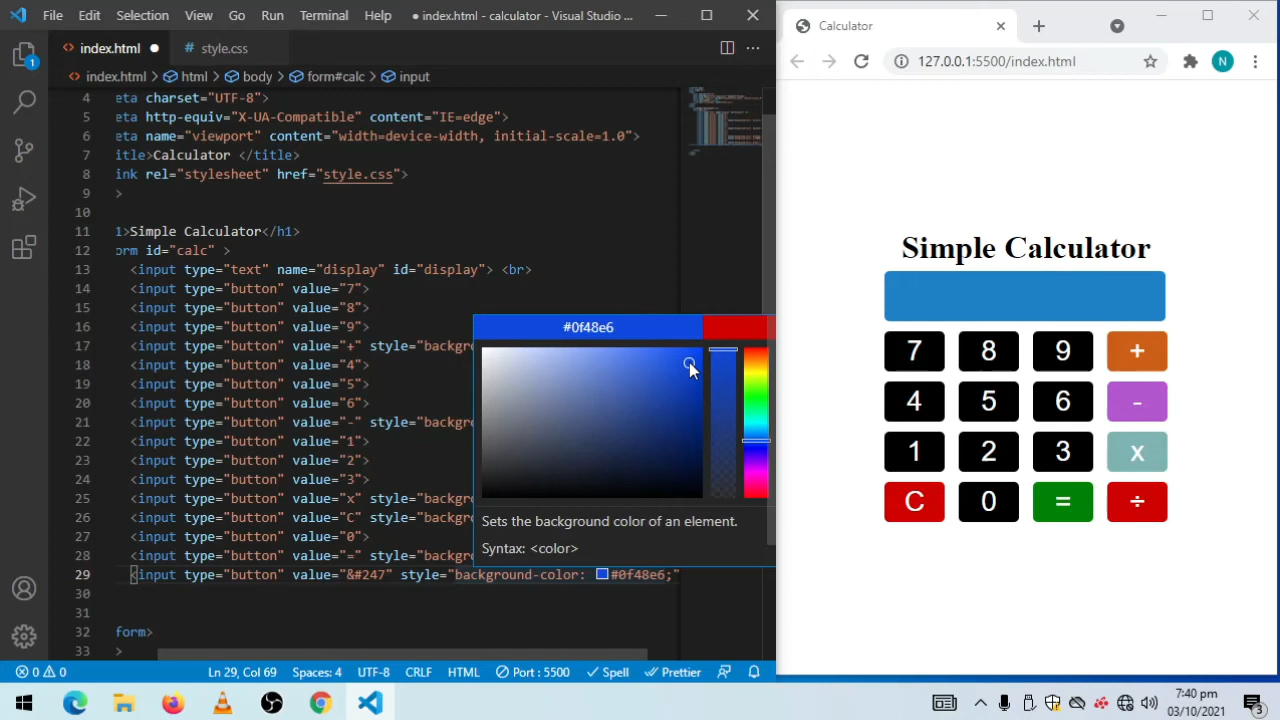 File Edit Selection View Go Run Terminal Help ● index.html - calculator - Visual Studio ...
index.html ● # style.css
index.html > html > body > form#calc > input
4 eta charset="UTF-8">
5 eta http-equiv="X-UA-Compatible" content="IE=edge">
6 eta name="viewport" content="width=device-width, initial-scale=1.0">
7 itle>Calculator </title>
8 ink rel="stylesheet" href="style.css">
9 >
10
11 1>Simple Calculator</h1>
12 orm id="calc" >
13 <input type="text" name="display" id="display"> <br>
14 <input type="button" value="7">
15 <input type="button" value="8">
16 <input type="button" value="9">
17 <input type="button" value="+" style="backgr
18 <input type="button" value="4">
19 <input type="button" value="5">
20 <input type="button" value="6">
21 <input type="button" value="-" style="backgr
22 <input type="button" value="1">
23 <input type="button" value="2">
24 <input type="button" value="3">
25 <input type="button" value="x" style="backgr
26 <input type="button" value="C" style="backgr
27 <input type="button" value="0">
28 <input type="button" value="=" style="backgr
29 <input type="button" value="&#247" style="background-color: #0f48e6;"
30
31
32 form>
33 >
#0f48e6
Sets the background color of an element.
Syntax: <color>
1
0 0 Ln 29, Col 69 Spaces: 4 UTF-8 CRLF HTML Port : 5500 Spell Prettier
Calculator
127.0.0.1:5500/index.html
N
Simple Calculator
7 8 9 +
4 5 6 -
1 2 3 x
C 0 = ÷
7:40 pm
03/10/2021
3